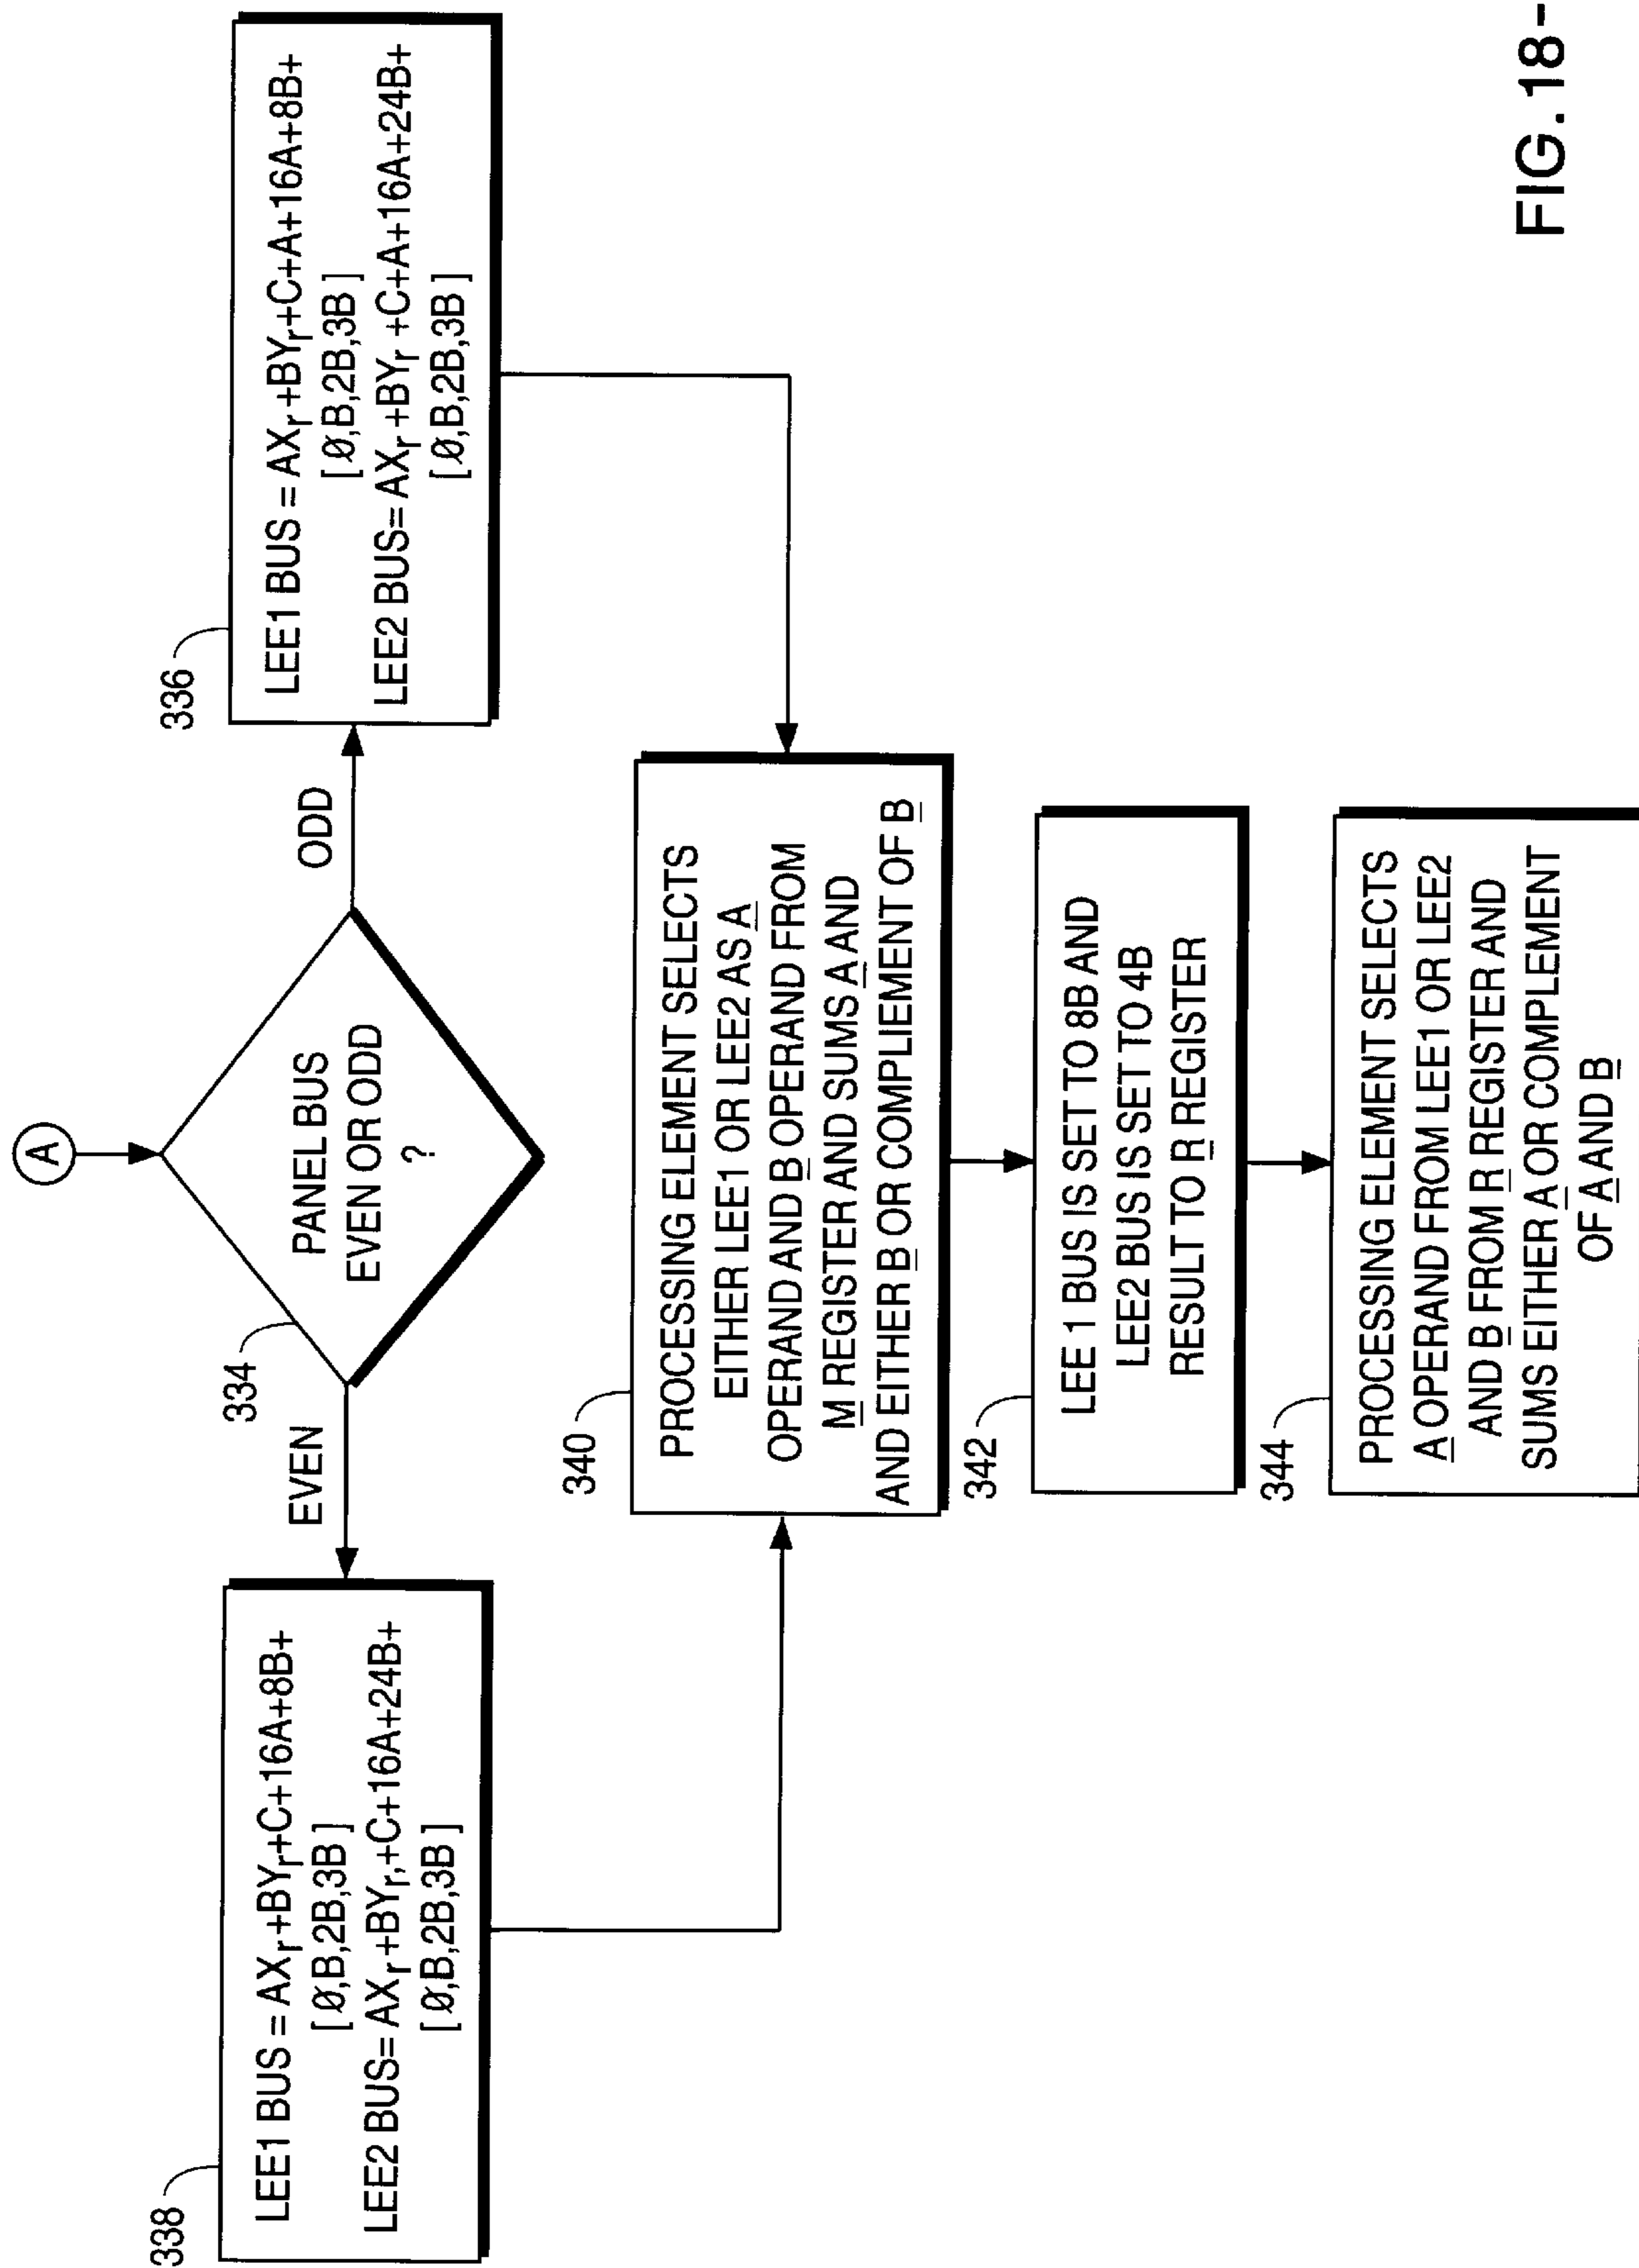 A
334
PANEL BUS
EVEN OR ODD
?
EVEN
ODD
338
LEE1 BUS = AXr+BYr+C+16A+8B+
[Ø,B,2B,3B]
LEE2 BUS= AXr+BYr,+C+16A+24B+
[Ø,B,2B,3B]
336
LEE1 BUS = AXr+BYr+C+A+16A+8B+
[Ø,B,2B,3B]
LEE2 BUS= AXr+BYr +C+A+16A+24B+
[Ø,B,2B,3B]
340
PROCESSING ELEMENT SELECTS
EITHER LEE1 OR LEE2 AS A
OPERAND AND B OPERAND FROM
M REGISTER AND SUMS A AND
AND EITHER B OR COMPLIEMENT OF B
342
LEE 1 BUS IS SET TO 8B AND
LEE2 BUS IS SET TO 4B
RESULT TO R REGISTER
344
PROCESSING ELEMENT SELECTS
A OPERAND FROM LEE1 OR LEE2
AND B FROM R REGISTER AND
SUMS EITHER A OR COMPLEMENT
OF A AND B
FIG. 18-